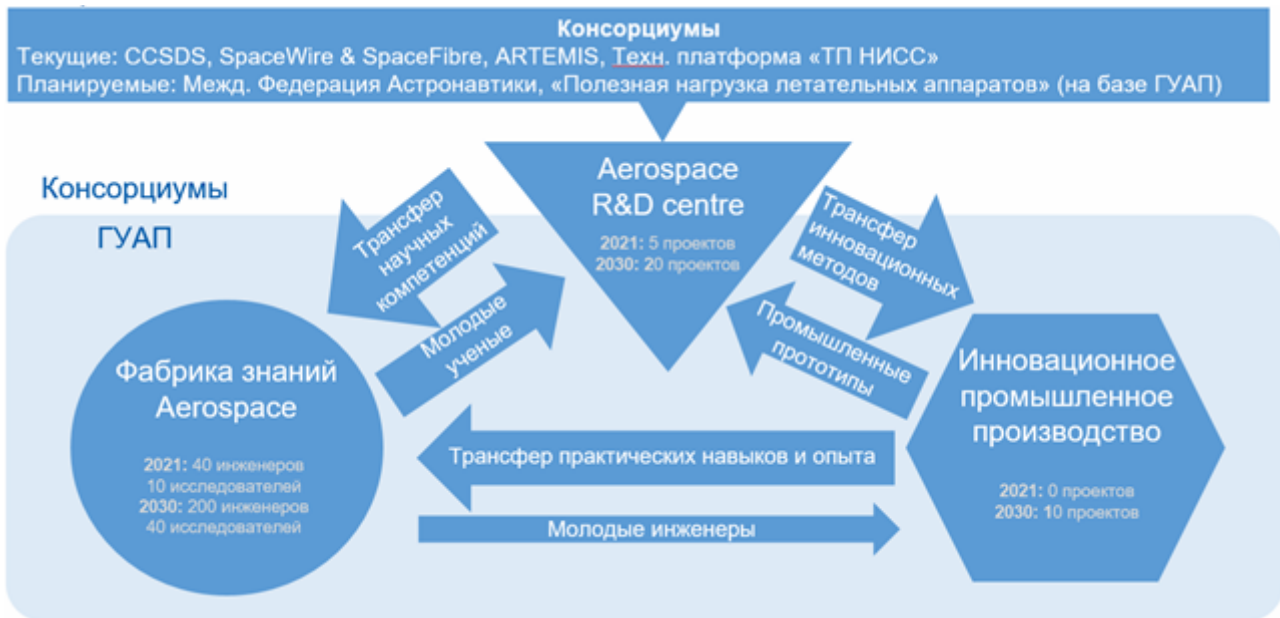 Консорциумы
Текущие: CCSDS, SpaceWire & SpaceFibre, ARTEMIS, Техн. платформа «ТП НИСС»
Планируемые: Межд. Федерация Астронавтики, «Полезная нагрузка летательных аппаратов» (на базе ГУАП)
Консорциумы
ГУАП
Aerospace
R&D centre
2021: 5 проектов
2030: 20 проектов
Трансфер
научных
компетенций
Молодые
ученые
Трансфер
инновационных
методов
Промышленные
прототипы
Фабрика знаний
Aerospace
2021: 40 инженеров
10 исследователей
2030: 200 инженеров
40 исследователей
Трансфер практических навыков и опыта
Молодые инженеры
Инновационное
промышленное
производство
2021: 0 проектов
2030: 10 проектов